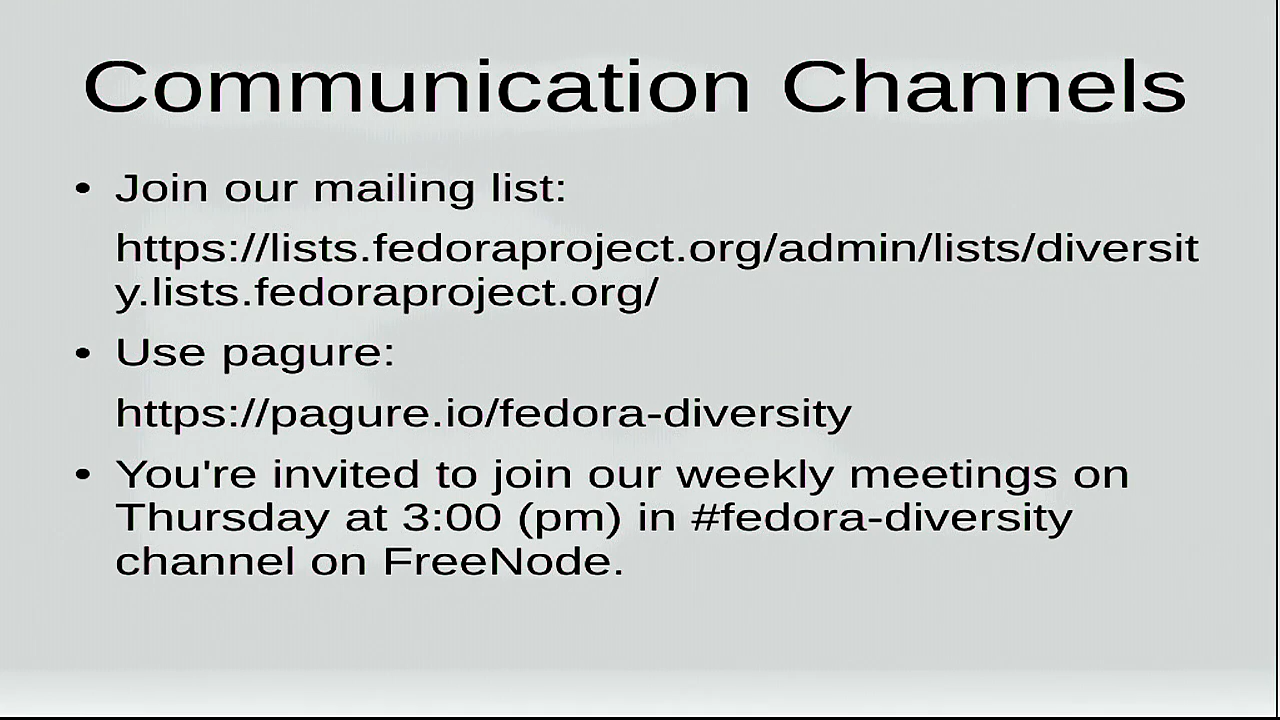 Communication Channels
• Join our mailing list:
https://lists.fedoraproject.org/admin/lists/diversit
y.lists.fedoraproject.org/
• Use pagure:
https://pagure.io/fedora-diversity
• You're invited to join our weekly meetings on
Thursday at 3:00 (pm) in #fedora-diversity
channel on FreeNode.